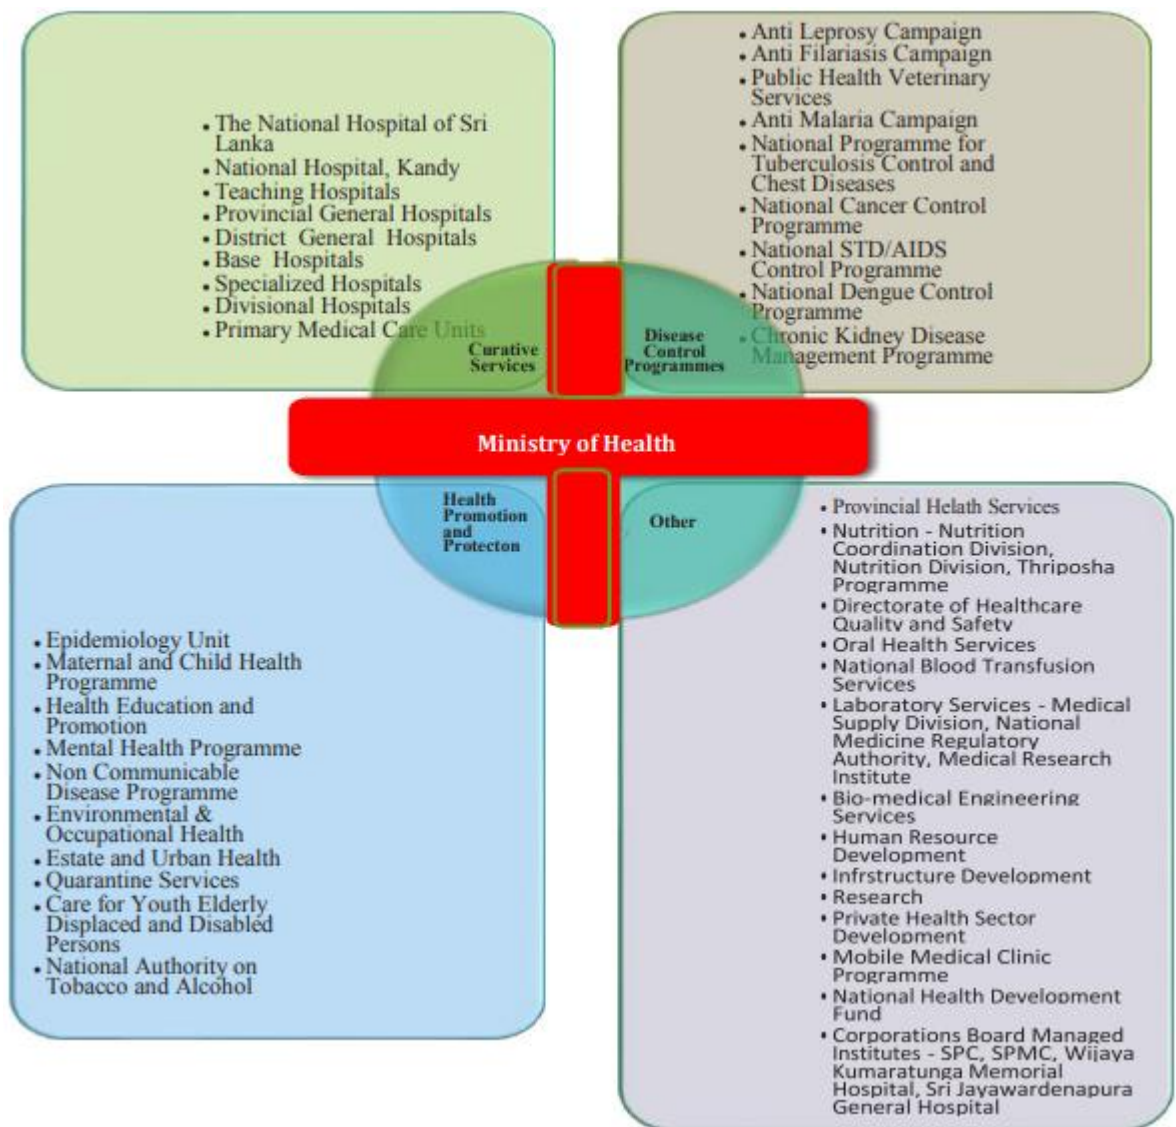 • The National Hospital of Sri
Lanka
• National Hospital, Kandy
• Teaching Hospitals
• Provincial General Hospitals
• District General Hospitals
• Base Hospitals
• Specialized Hospitals
• Divisional Hospitals
• Primary Medical Care Units
Curative
Services
• Anti Leprosy Campaign
• Anti Filariasis Campaign
• Public Health Veterinary
Services
• Anti Malaria Campaign
• National Programme for
Tuberculosis Control and
Chest Diseases
• National Cancer Control
Programme
• National STD/AIDS
Control Programme
• National Dengue Control
Programme
• Chronic Kidney Disease
Management Programme
Disease
Control
Programmes
Ministry of Health
Health
Promotion
and
Protecton
• Epidemiology Unit
• Maternal and Child Health
Programme
• Health Education and
Promotion
• Mental Health Programme
• Non Communicable
Disease Programme
• Environmental &
Occupational Health
• Estate and Urban Health
• Quarantine Services
• Care for Youth Elderly
Displaced and Disabled
Persons
• National Authority on
Tobacco and Alcohol
Other
• Provincial Helath Services
• Nutrition - Nutrition
Coordination Division,
Nutrition Division, Thriposha
Programme
• Directorate of Healthcare
Quality and Safety
• Oral Health Services
• National Blood Transfusion
Services
• Laboratory Services - Medical
Supply Division, National
Medicine Regulatory
Authority, Medical Research
Institute
• Bio-medical Engineering
Services
• Human Resource
Development
• Infrstructure Development
• Research
• Private Health Sector
Development
• Mobile Medical Clinic
Programme
• National Health Development
Fund
• Corporations Board Managed
Institutes - SPC, SPMC, Wijaya
Kumaratunga Memorial
Hospital, Sri Jayawardenapura
General Hospital